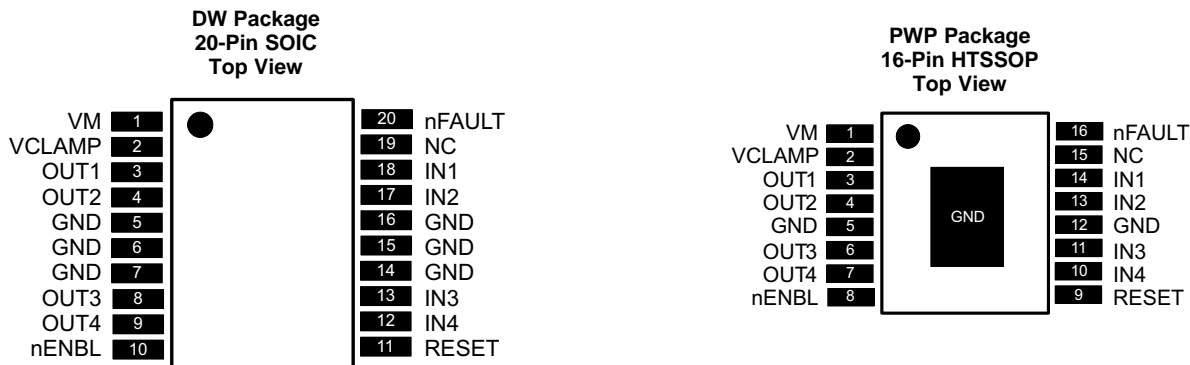 DW Package
20-Pin SOIC
Top View
VM 1
VCLAMP 2
OUT1 3
OUT2 4
GND 5
GND 6
GND 7
OUT3 8
OUT4 9
nENBL 10
20 nFAULT
19 NC
18 IN1
17 IN2
16 GND
15 GND
14 GND
13 IN3
12 IN4
11 RESET
PWP Package
16-Pin HTSSOP
Top View
VM 1
VCLAMP 2
OUT1 3
OUT2 4
GND 5
OUT3 6
OUT4 7
nENBL 8
GND
16 nFAULT
15 NC
14 IN1
13 IN2
12 GND
11 IN3
10 IN4
9 RESET